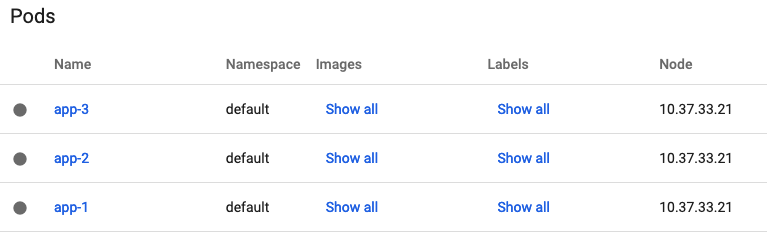 Pods
Name Namespace Images Labels Node
app-3 default Show all Show all 10.37.33.21
app-2 default Show all Show all 10.37.33.21
app-1 default Show all Show all 10.37.33.21